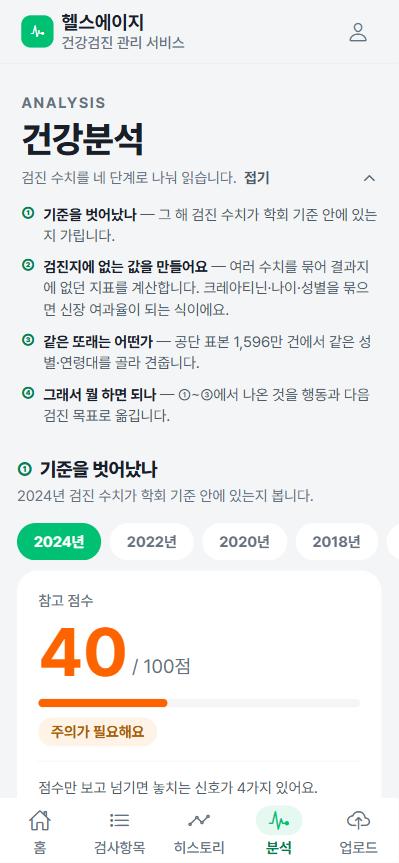 헬스에이지
건강검진 관리 서비스
ANALYSIS
건강분석
검진 수치를 네 단계로 나눠 읽습니다. 접기
① 기준을 벗어났나 — 그 해 검진 수치가 학회 기준 안에 있는
지 가립니다.
② 검진지에 없는 값을 만들어요 — 여러 수치를 묶어 결과지
에 없던 지표를 계산합니다. 크레아티닌·나이·성별을 묶으
면 신장 여과율이 되는 식이에요.
③ 같은 또래는 어떤가 — 공단 표본 1,596만 건에서 같은 성
별·연령대를 골라 견줍니다.
④ 그래서 뭘 하면 되나 — ①~③에서 나온 것을 행동과 다음
검진 목표로 옮깁니다.
① 기준을 벗어났나
2024년 검진 수치가 학회 기준 안에 있는지 봅니다.
2024년 2022년 2020년 2018년
참고 점수
40 / 100점
주의가 필요해요
점수만 보고 넘기면 놓치는 신호가 4가지 있어요.
홈 검사항목 히스토리 분석 업로드